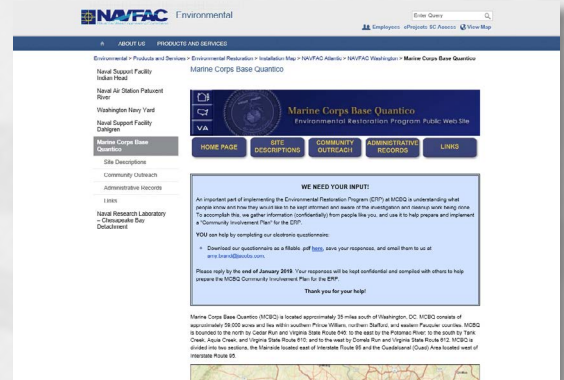 NAVFAC Environmental
Enter Query
Employees eProjects SC Access View Map
ABOUT US PRODUCTS AND SERVICES
Environmental > Products and Services > Environmental Restoration > Installation Map > NAVFAC Atlantic > NAVFAC Washington > Marine Corps Base Quantico
Naval Support Facility
Indian Head
Naval Air Station Patuxent
River
Washington Navy Yard
Naval Support Facility
Dahlgren
Marine Corps Base
Quantico
Site Descriptions
Community Outreach
Administrative Records
Links
Naval Research Laboratory
– Chesapeake Bay
Detachment
Marine Corps Base Quantico
VA
Marine Corps Base Quantico
Environmental Restoration Program Public Web Site
HOME PAGE
SITE
DESCRIPTIONS
COMMUNITY
OUTREACH
ADMINISTRATIVE
RECORDS
LINKS
WE NEED YOUR INPUT!
An important part of implementing the Environmental Restoration Program (ERP) at MCBQ is understanding what
people know and how they would like to be kept informed and aware of the investigation and cleanup work being done.
To accomplish this, we gather information (confidentially) from people like you, and use it to help prepare and implement
a "Community Involvement Plan" for the ERP.
YOU can help by completing our electronic questionnaire:
Download our questionnaire as a fillable .pdf here, save your responses, and email them to us at
Please reply by the end of January 2019. Your responses will be kept confidential and compiled with others to help
prepare the MCBQ Community Involvement Plan for the ERP.
Thank you for your help!
Marine Corps Base Quantico (MCBQ) is located approximately 35 miles south of Washington, DC. MCBQ consists of
approximately 59,000 acres and lies within southern Prince William, northern Stafford, and eastern Fauquier counties. MCBQ
is bounded to the north by Cedar Run and Virginia State Route 646; to the east by the Potomac River; to the south by Tank
Creek, Aquia Creek, and Virginia State Route 610; and to the west by Dorrels Run and Virginia State Route 612. MCBQ is
divided into two sections, the Mainside located east of Interstate Route 95 and the Guadalcanal (Quad) Area located west of
Interstate Route 95.